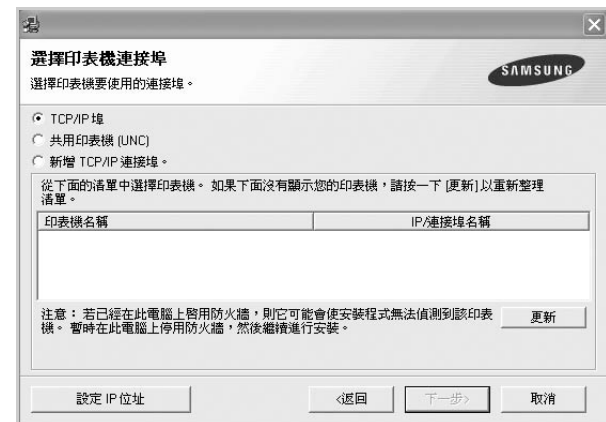 選擇印表機連接埠
選擇印表機要使用的連接埠。
SAMSUNG
TCP/IP 埠
共用印表機 (UNC)
新增 TCP/IP 連接埠。
從下面的清單中選擇印表機。 如果下面沒有顯示您的印表機，請按一下 [更新] 以重新整理
清單。
印表機名稱 IP/連接埠名稱
注意： 若已經在此電腦上啓用防火牆，則它可能會使安裝程式無法偵測到該印表
機。 暫時在此電腦上停用防火牆，然後繼續進行安裝。
更新
設定 IP 位址 <返回 下一步> 取消